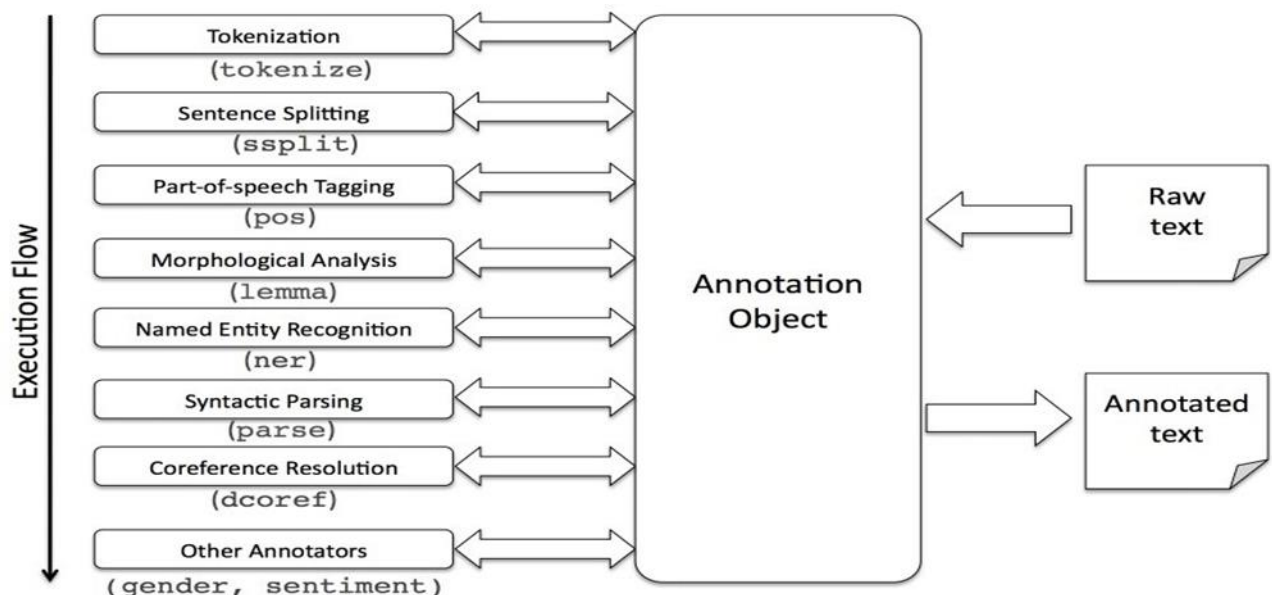 Execution Flow
Tokenization
(tokenize)
Sentence Splitting
(ssplit)
Part-of-speech Tagging
(pos)
Morphological Analysis
(lemma)
Named Entity Recognition
(ner)
Syntactic Parsing
(parse)
Coreference Resolution
(dcoref)
Other Annotators
(gender, sentiment)
Annotation
Object
Raw
text
Annotated
text